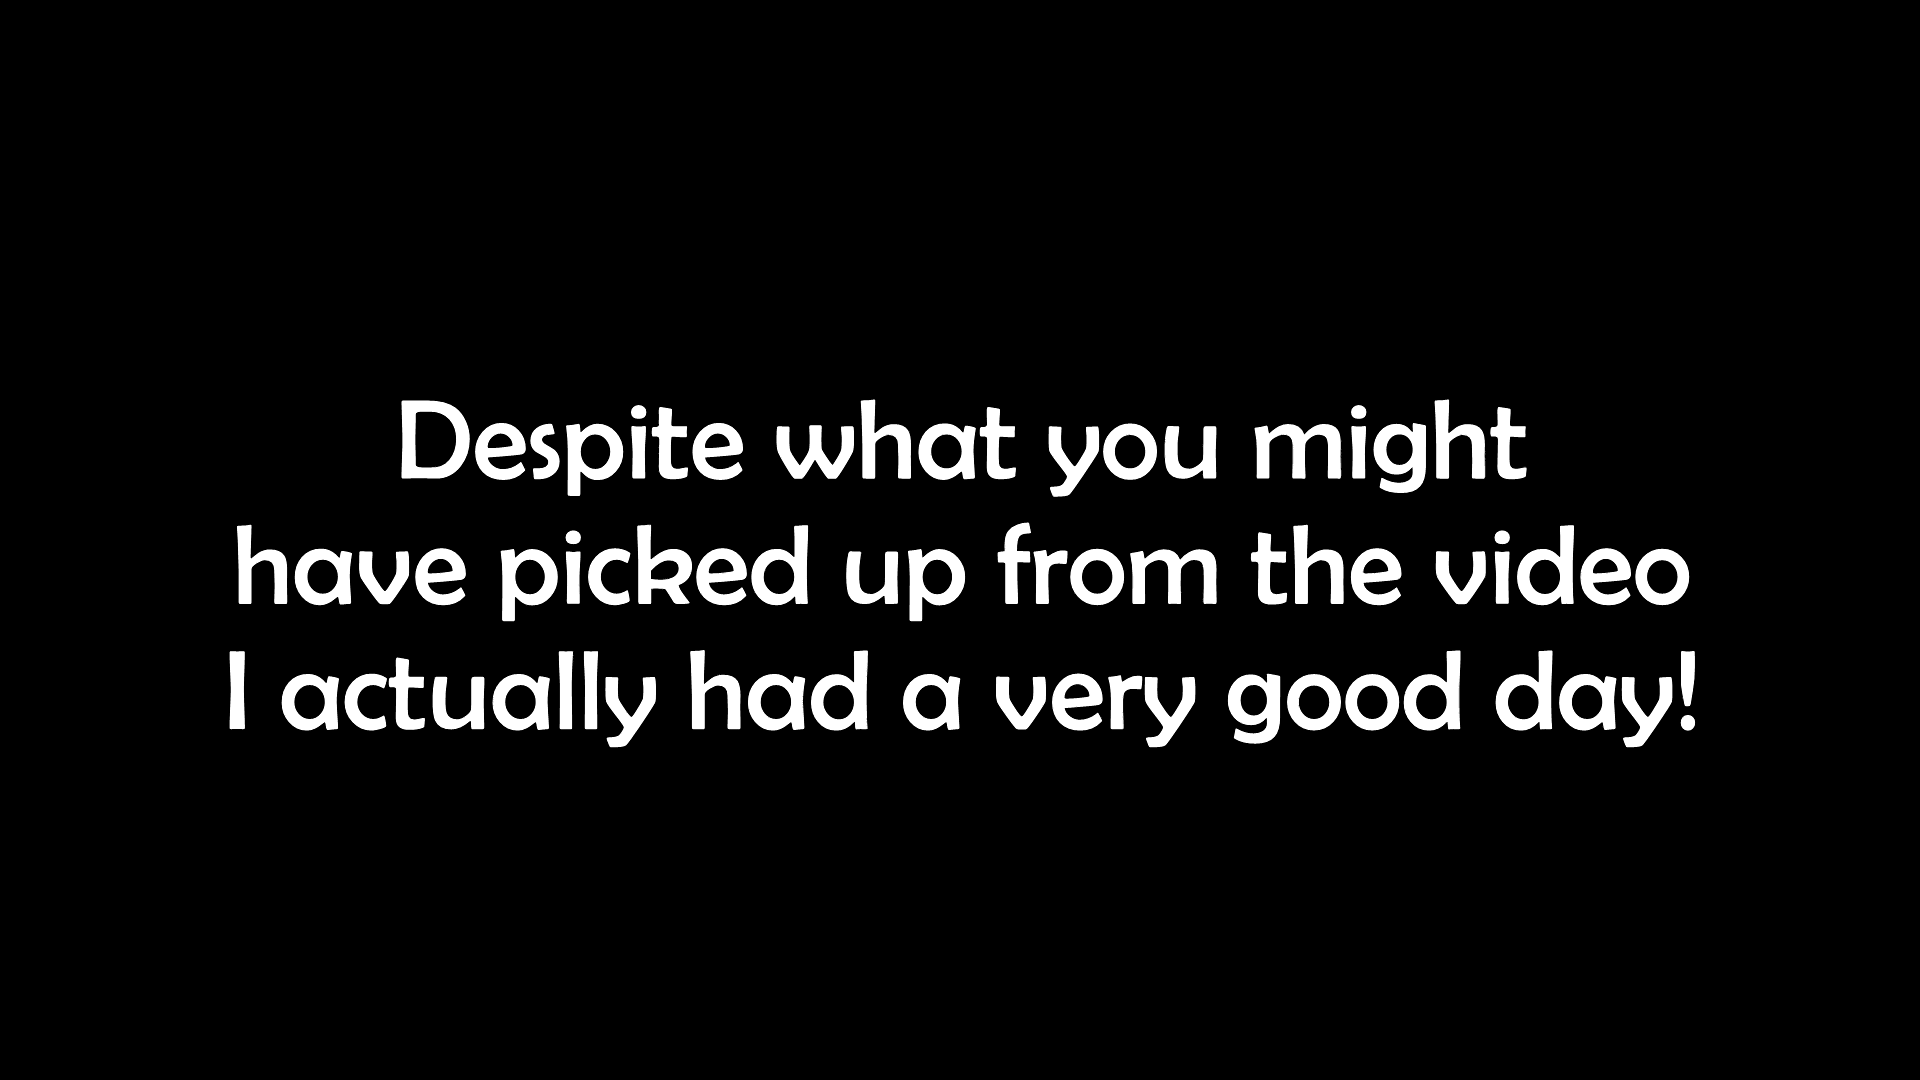 Despite what you might
have picked up from the video
I actually had a very good day!